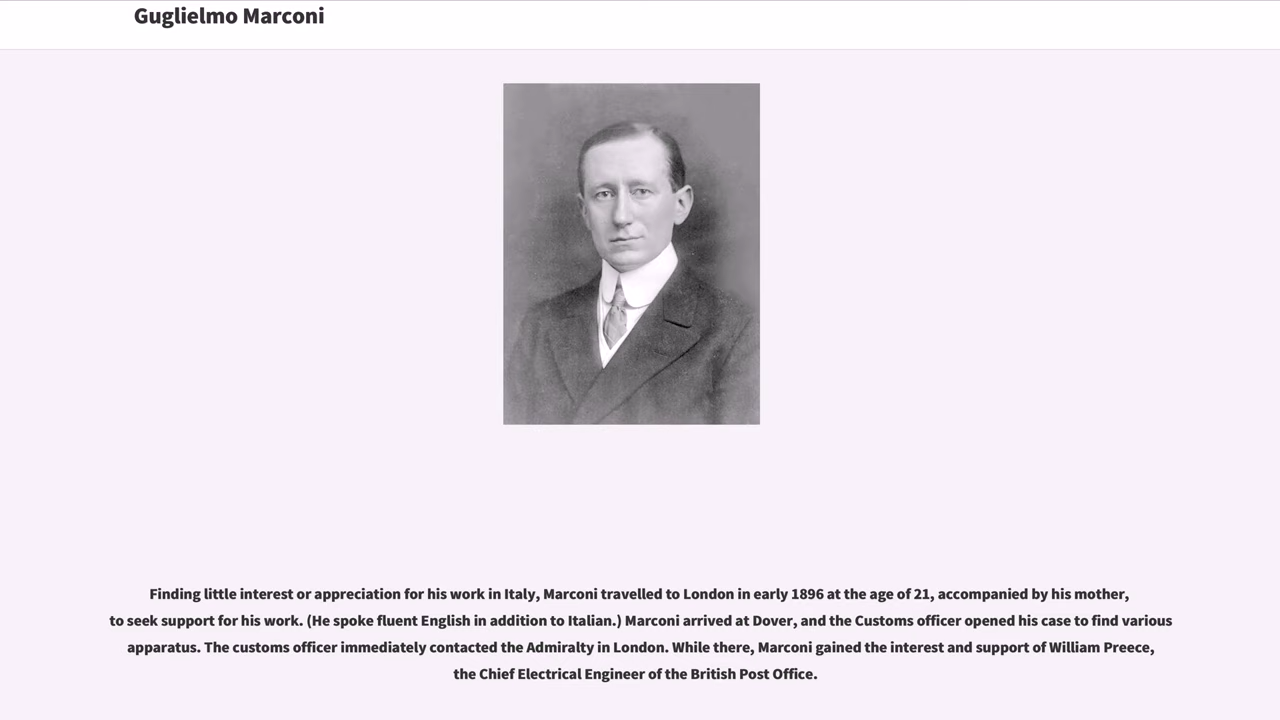 Guglielmo Marconi
Finding little interest or appreciation for his work in Italy, Marconi travelled to London in early 1896 at the age of 21, accompanied by his mother,
to seek support for his work. (He spoke fluent English in addition to Italian.) Marconi arrived at Dover, and the Customs officer opened his case to find various
apparatus. The customs officer immediately contacted the Admiralty in London. While there, Marconi gained the interest and support of William Preece,
the Chief Electrical Engineer of the British Post Office.